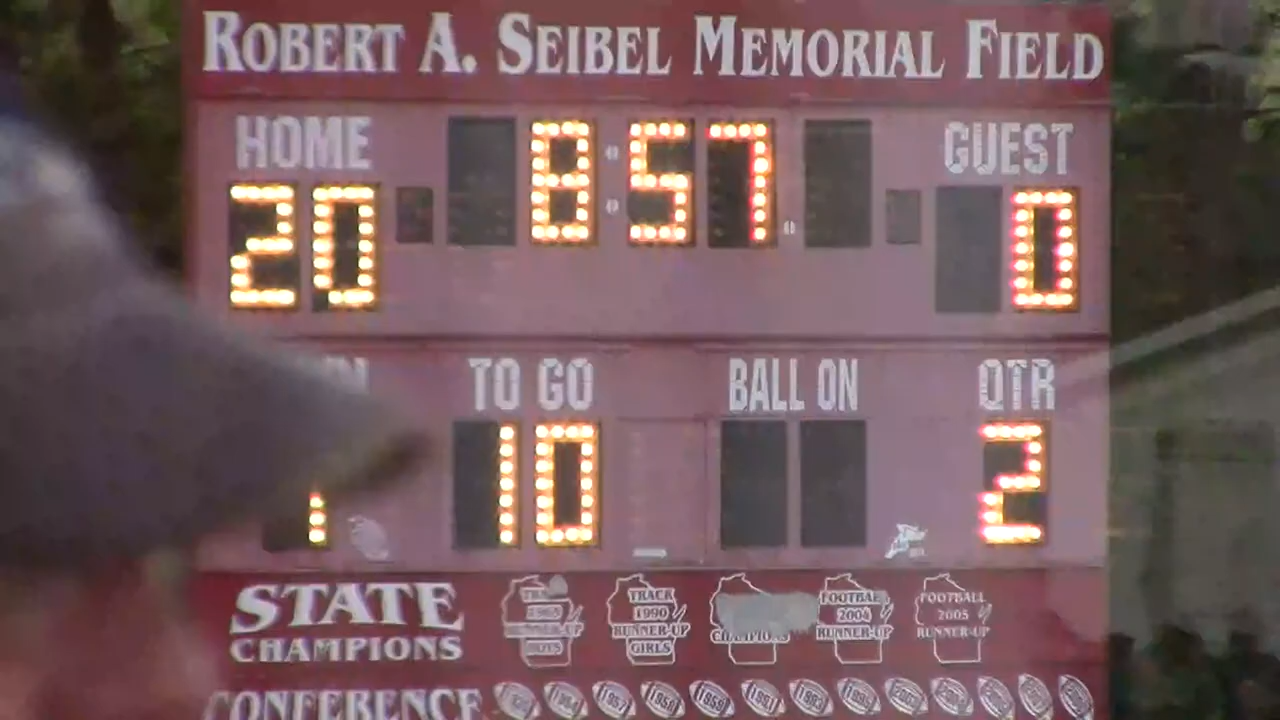 ROBERT A. SEIBEL MEMORIAL FIELD
HOME 8:57 GUEST
20 0
TO GO BALL ON QTR
1 10 2
STATE CHAMPIONS
TRACK 1990 RUNNER-UP GIRLS
CHAMPIONS
FOOTBALL 2004 RUNNER-UP
FOOTBALL 2005 RUNNER-UP
CONFERENCE